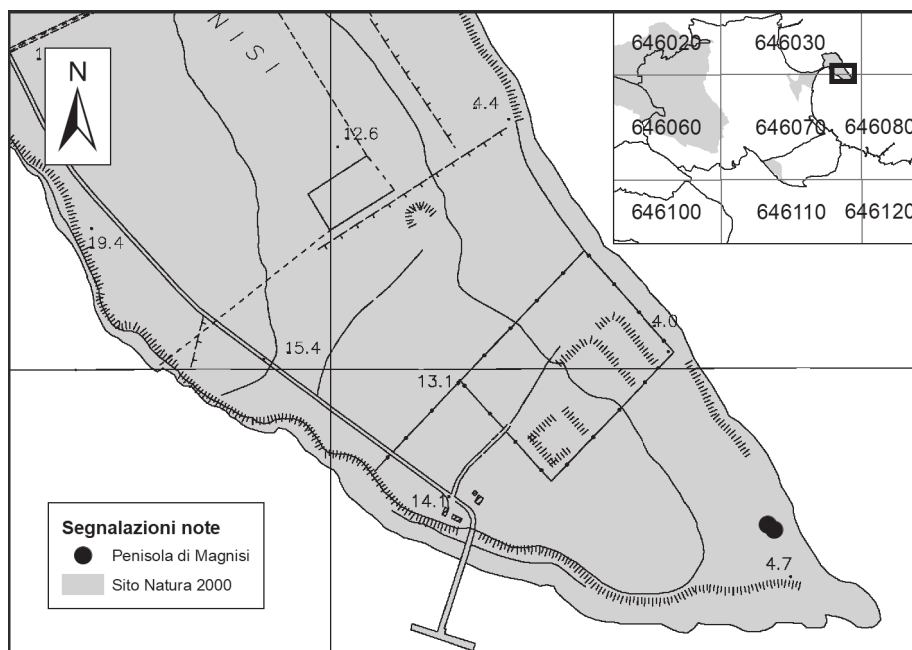 N
NISI
4.4
12.6
19.4
15.4
4.0
13.1
14.1
4.7
646020 646030
646060 646070 646080
646100 646110 646120
Segnalazioni note
Penisola di Magnisi
Sito Natura 2000